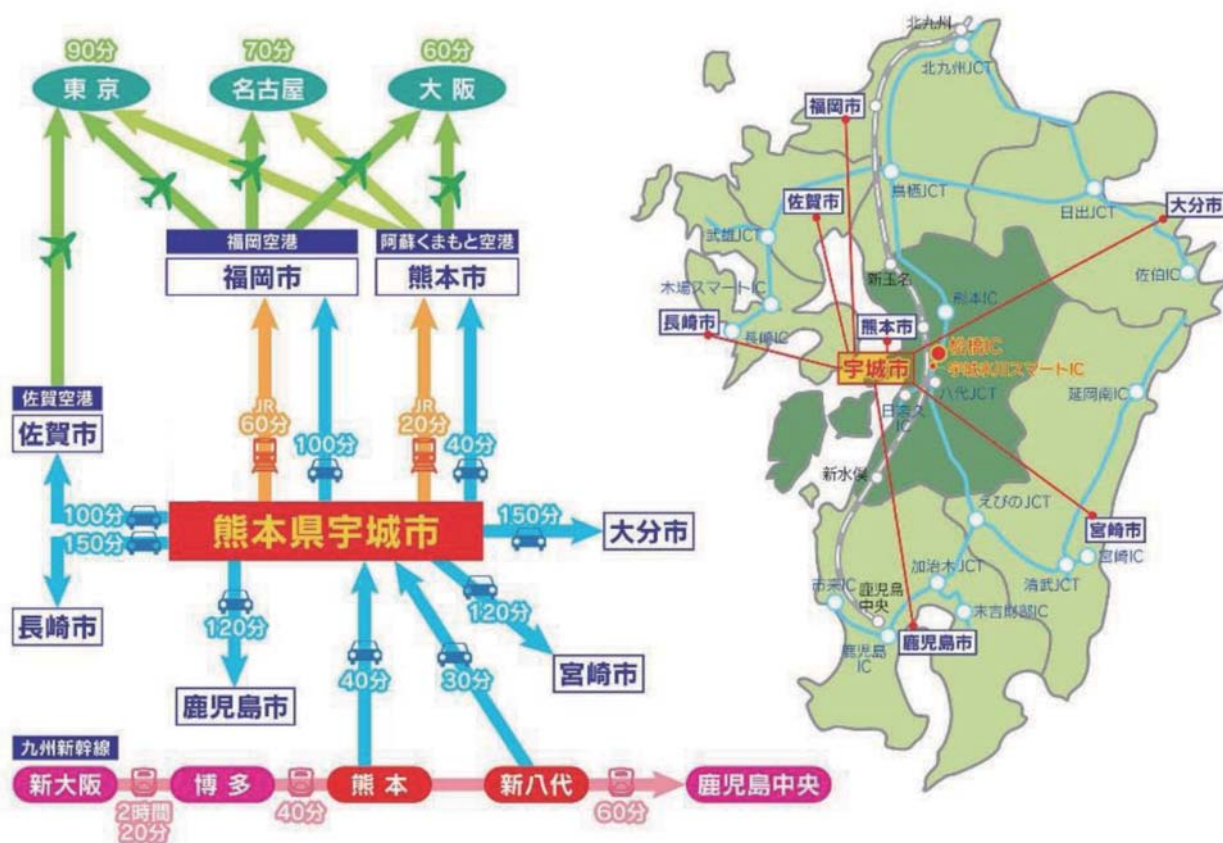 90分
70分
60分
東京
名古屋
大阪
福岡空港
福岡市
阿蘇くまもと空港
熊本市
佐賀空港
佐賀市
JR
60分
100分
JR
20分
40分
100分
150分
熊本県宇城市
150分
大分市
長崎市
120分
鹿児島市
40分
30分
120分
宮崎市
九州新幹線
新大阪
2時間
20分
博多
40分
熊本
新八代
60分
鹿児島中央
北九州
北九州JCT
福岡市
鳥栖JCT
佐賀市
日出JCT
大分市
武雄JCT
佐伯IC
新玉名
木場スマートIC
熊本IC
長崎市
長崎IC
熊本市
松橋IC
宇城市
宇城氷川スマートIC
八代JCT
日奈久
IC
延岡南IC
新水俣
えびのJCT
宮崎市
宮崎IC
加治木JCT
清武JCT
市来IC
鹿児島
中央
末吉財部IC
鹿児島
IC
鹿児島市